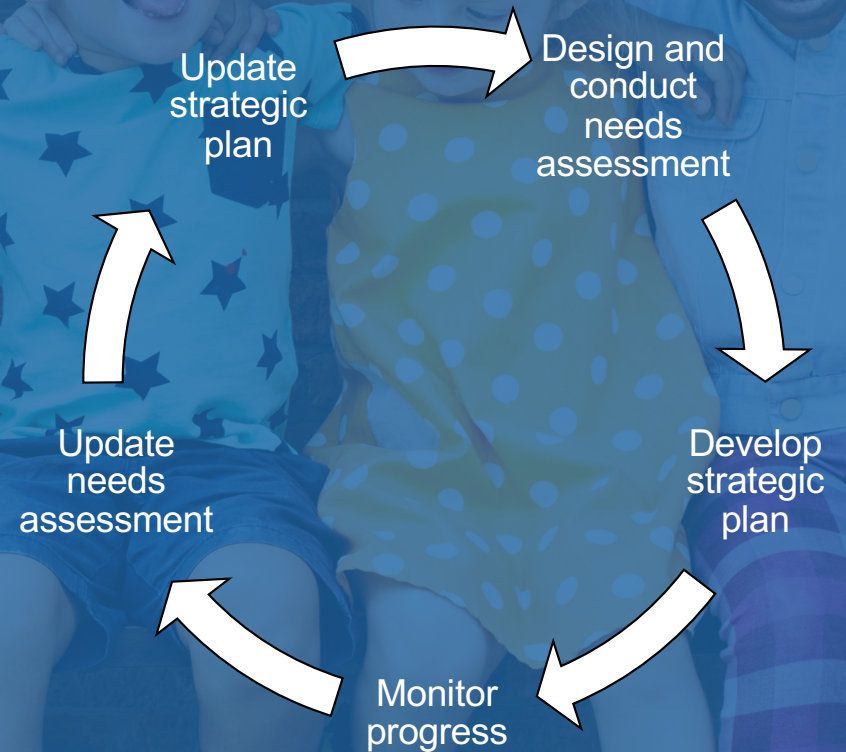 Update
strategic
plan
Design and
conduct
needs
assessment
Develop
strategic
plan
Monitor
progress
Update
needs
assessment